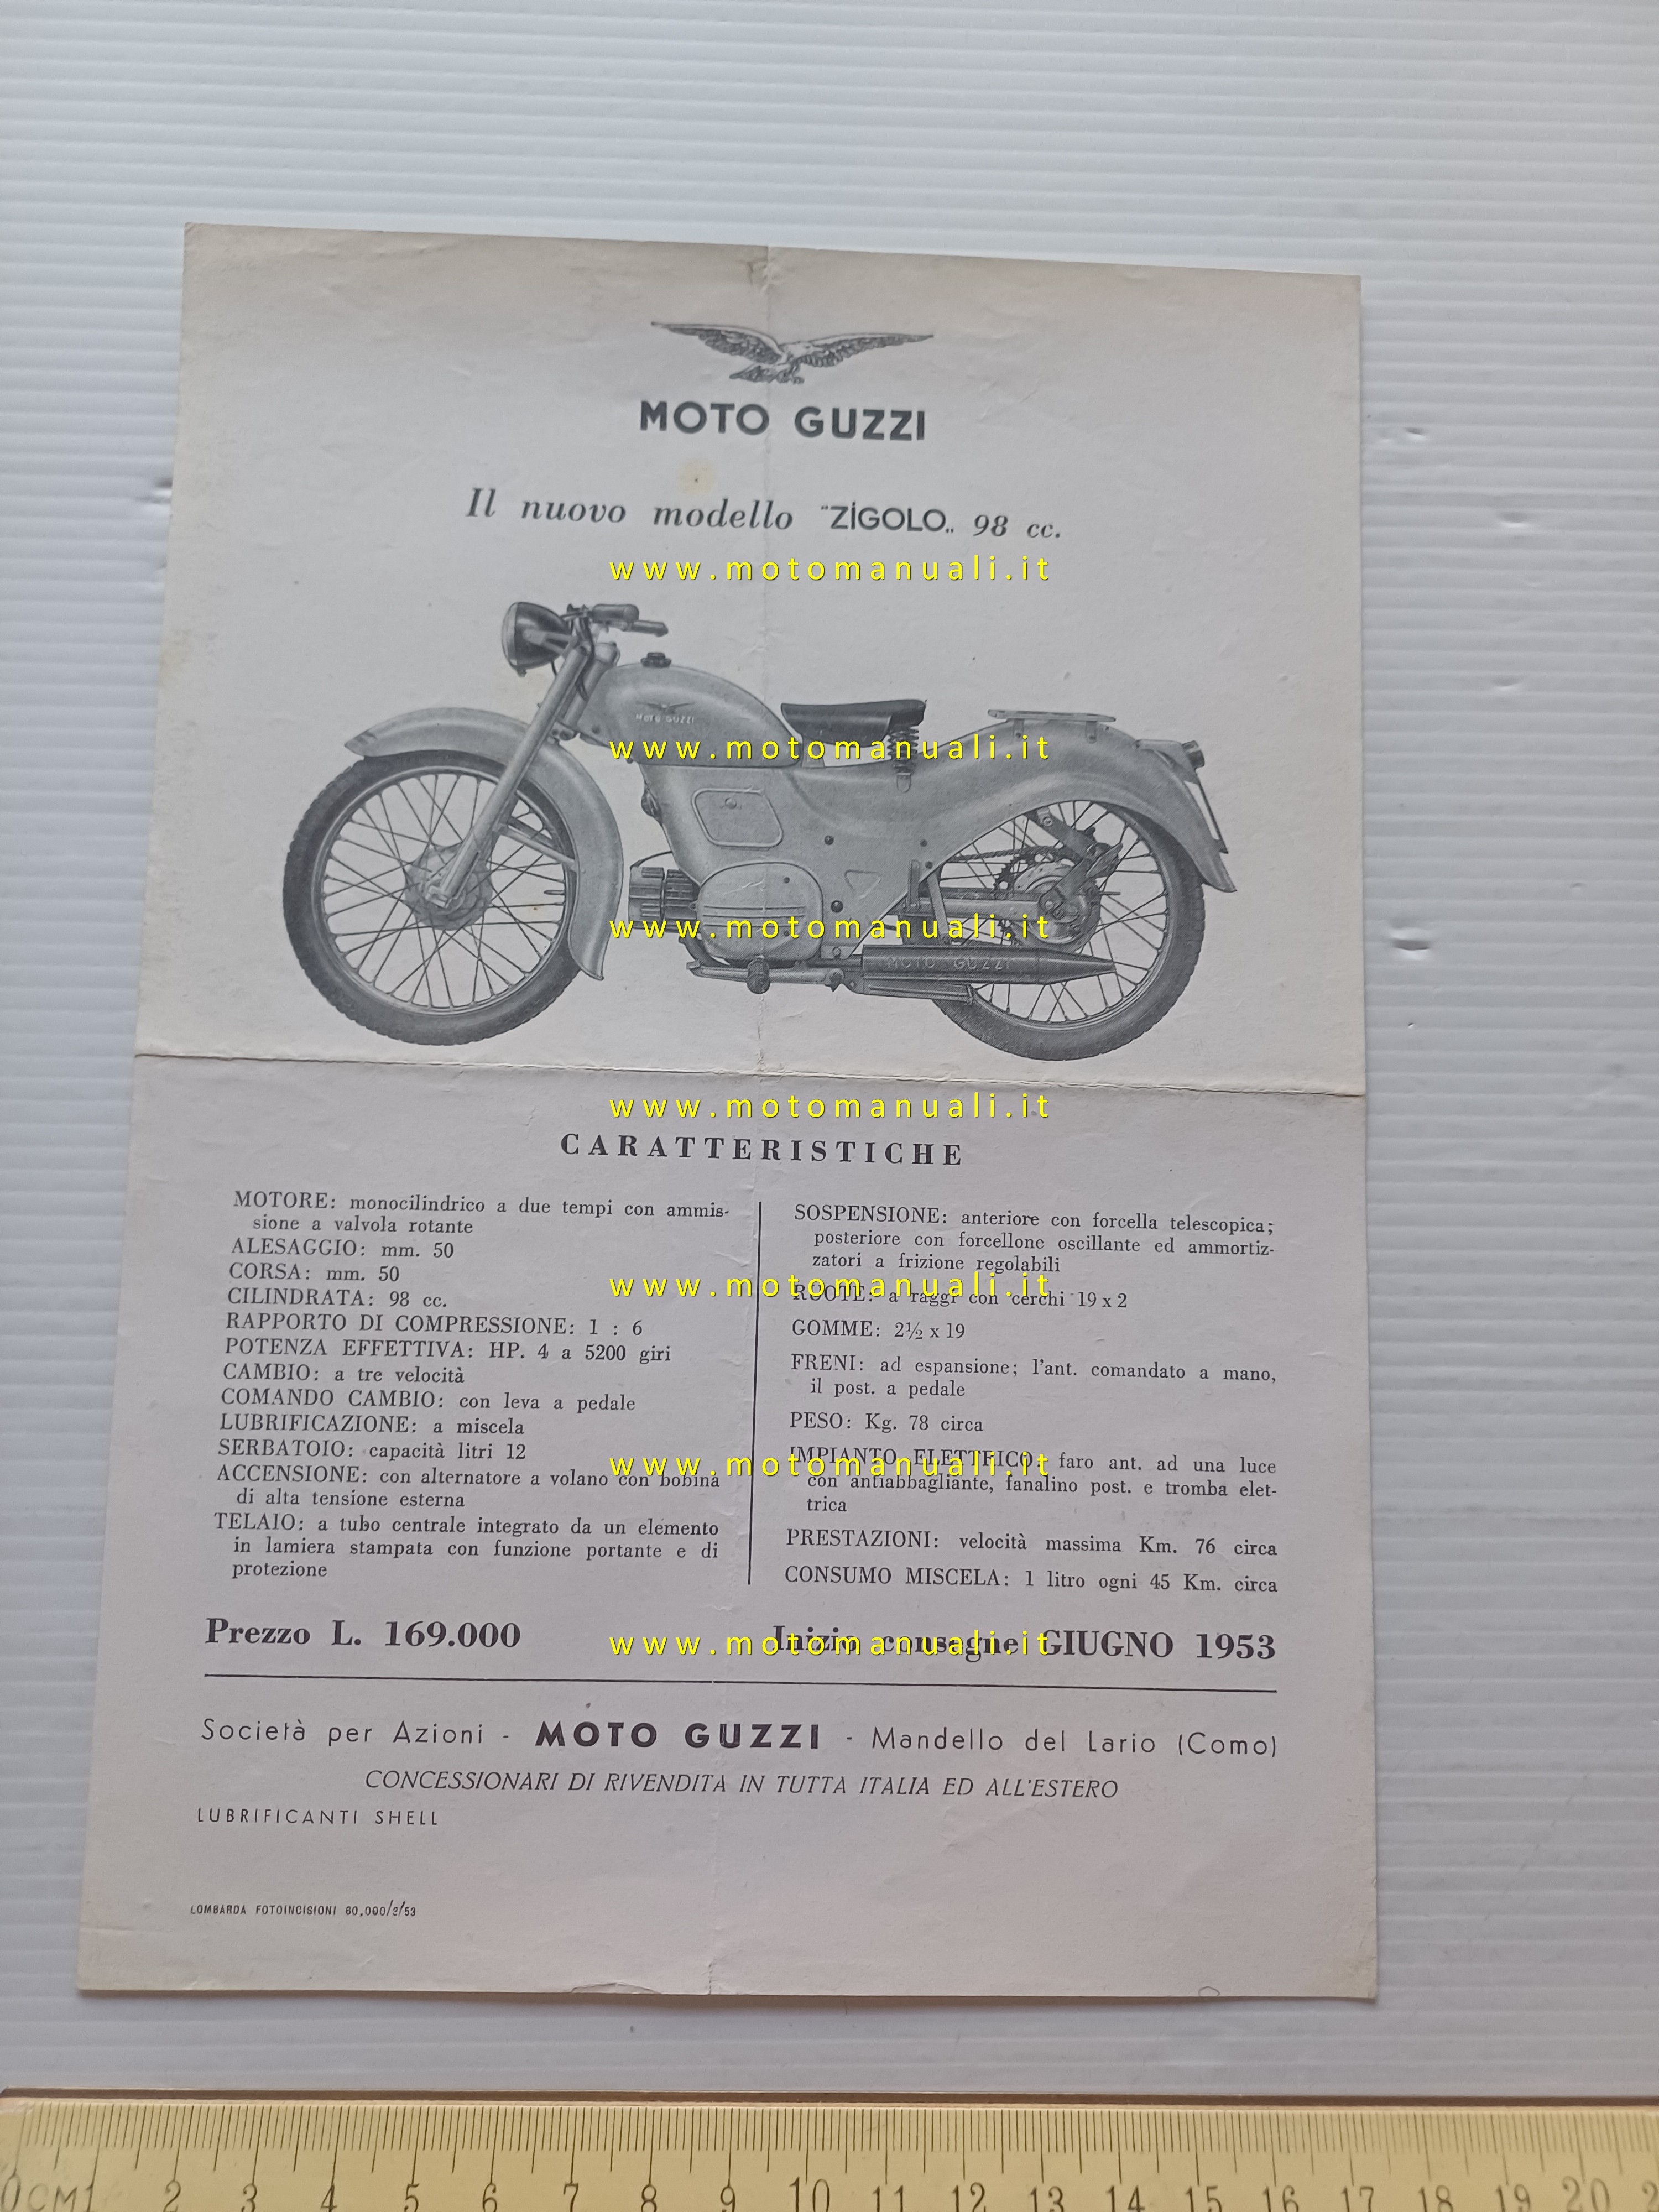 MOTO GUZZI
Il nuovo modello "ZIGOLO„ 98 cc.
www.motomanuali.it
MOTO GUZZI
www.motomanuali.it
www.motomanuali.it
MOTO GUZZI
www.motomanuali.it
CARATTERISTICHE
MOTORE: monocilindrico a due tempi con ammis-
sione a valvola rotante
ALESAGGIO: mm. 50
CORSA: mm. 50
CILINDRATA: 98 cc.
RAPPORTO DI COMPRESSIONE: 1 : 6
POTENZA EFFETTIVA: HP. 4 a 5200 giri
CAMBIO: a tre velocità
COMANDO CAMBIO: con leva a pedale
LUBRIFICAZIONE: a miscela
SERBATOIO: capacità litri 12
ACCENSIONE: con alternatore a volano con bobina
di alta tensione esterna
TELAIO: a tubo centrale integrato da un elemento
in lamiera stampata con funzione portante e di
protezione
SOSPENSIONE: anteriore con forcella telescopica;
posteriore con forcellone oscillante ed ammortiz-
zatori a frizione regolabili
www.motomanuali.it
RUOTE: a raggi con cerchi 19 x 2
GOMME: 2½ x 19
FRENI: ad espansione; l'ant. comandato a mano,
il post. a pedale
PESO: Kg. 78 circa
IMPIANTO ELETTRICO: faro ant. ad una luce
www.motomanuali.it
con antiabbagliante, fanalino post. e tromba elet-
trica
PRESTAZIONI: velocità massima Km. 76 circa
CONSUMO MISCELA: 1 litro ogni 45 Km. circa
Prezzo L. 169.000
Inizio consegne GIUGNO 1953
www.motomanuali.it
Società per Azioni - MOTO GUZZI - Mandello del Lario (Como)
CONCESSIONARI DI RIVENDITA IN TUTTA ITALIA ED ALL'ESTERO
LUBRIFICANTI SHELL
LOMBARDA FOTOINCISIONI 60.000/2/53
0 CM 1 2 3 4 5 6 7 8 9 10 11 12 13 14 15 16 17 18 19 20 2